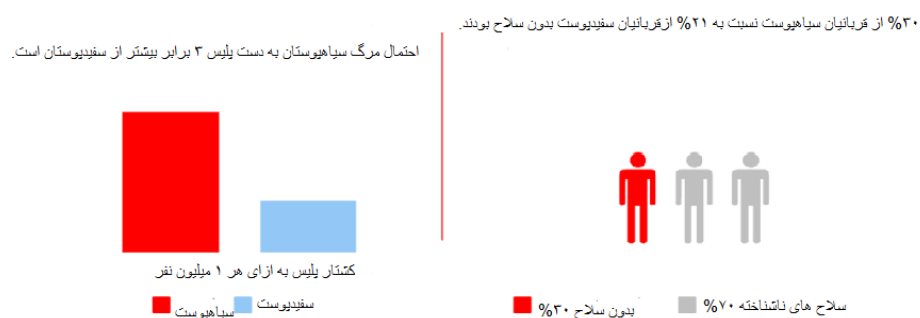 ۳۰% از قربانیان سیاهپوست نسبت به ۲۱% ازقربانیان سفیدپوست بدون سلاح بودند.
احتمال مرگ سیاهپوستان به دست پلیس ۳ برابر بیشتر از سفیدپوستان است.
کشتار پلیس به ازای هر ۱ میلیون نفر
سفیدپوست
سیاهپوست
سلاح های ناشناخته ۷۰%
بدون سلاح ۳۰%